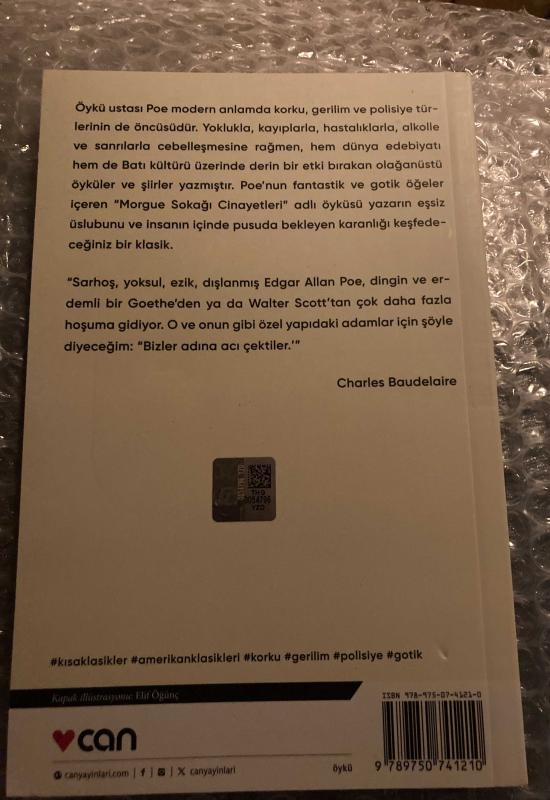 Öykü ustası Poe modern anlamda korku, gerilim ve polisiye tür-
lerinin de öncüsüdür. Yoklukla, kayıplarla, hastalıklarla, alkolle
ve sanrılarla cebelleşmesine rağmen, hem dünya edebiyatı
hem de Batı kültürü üzerinde derin bir etki bırakan olağanüstü
öyküler ve şiirler yazmıştır. Poe’nun fantastik ve gotik öğeler
içeren “Morgue Sokağı Cinayetleri” adlı öyküsü yazarın eşsiz
üslubunu ve insanın içinde pusuda bekleyen karanlığı keşfede-
ceğiniz bir klasik.
“Sarhoş, yoksul, ezik, dışlanmış Edgar Allan Poe, dingin ve er-
demli bir Goethe’den ya da Walter Scott’tan çok daha fazla
hoşuma gidiyor. O ve onun gibi özel yapıdaki adamlar için şöyle
diyeceğim: “Bizler adına acı çektiler.’”
Charles Baudelaire
THG
0054796
YZD
#kısaklasikler #amerikanklasikleri #korku #gerilim #polisiye #gotik
Kapak illüstrasyonu: Elif Öğünç
ISBN 978-975-07-4121-0
can
canyayinlari.com | f | X canyayinlari
öykü
9 789750 741210